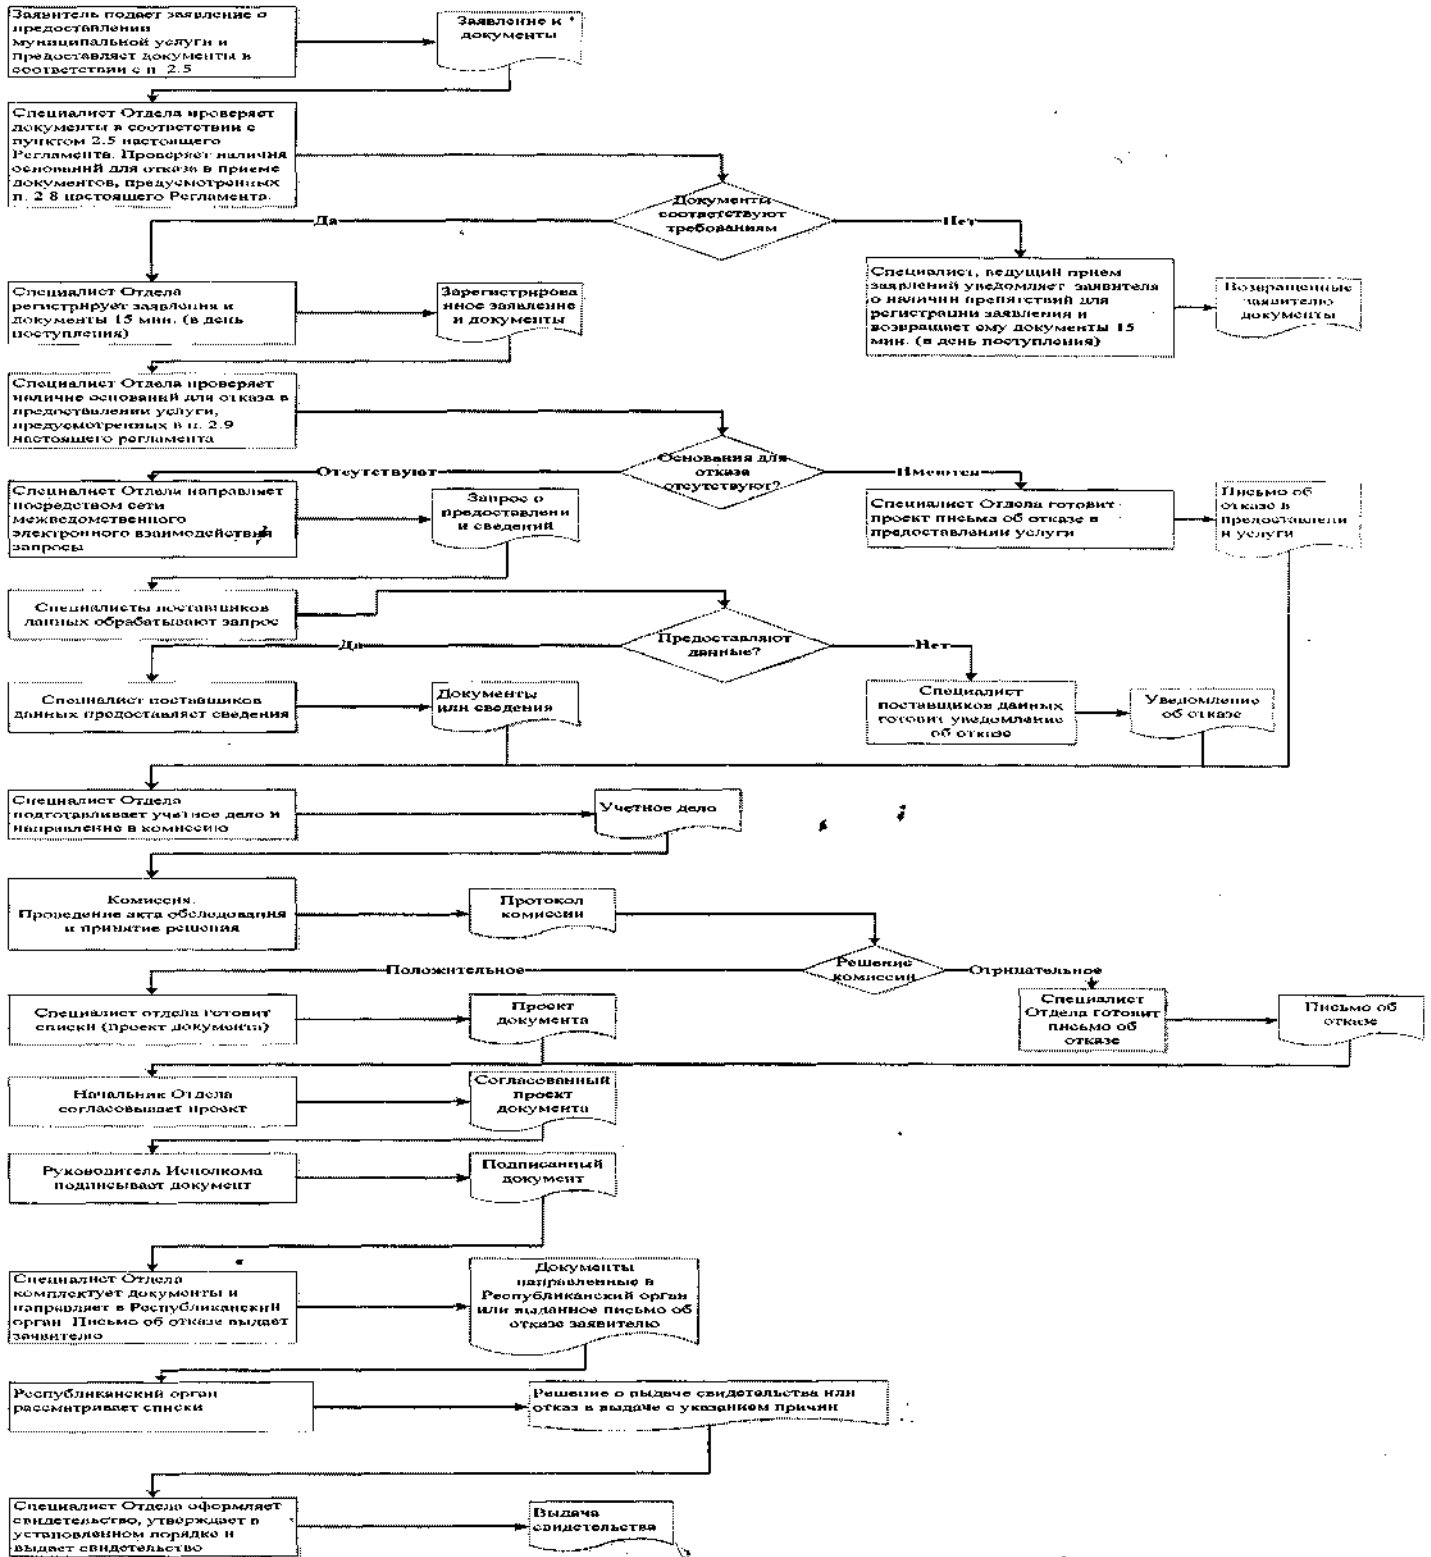 Заявитель подает заявление о
предоставлении
муниципальной услуги и
предоставляет документы в
соответствии с п. 2.5
Заявление и
документы
Специалист Отдела проверяет
документы в соответствии с
пунктом 2.5 настоящего
Регламента. Проверяет наличия
оснований для отказа в приеме
документов, предусмотренных
п. 2 8 настоящего Регламента.
Документы
соответствуют
требованиям
Да
Нет
Специалист Отдела
регистрирует заявления и
документы 15 мин. (в день
поступления)
Зарегистрирова
нное заявление
и документы
Специалист, ведущий прием
заявлений уведомляет заявителя
о наличии препятствий для
регистрации заявления и
возвращает ему документы 15
мин. (в день поступления)
Возвращенные
заявителю
документы
Специалист Отдела проверяет
наличие оснований для отказа в
предоставлении услуги,
предусмотренных в п. 2.9
настоящего регламента
Основания для
отказа
отсутствуют?
Отсутствуют
Имеются
Специалист Отдела направляет
посредством сети
межведомственного
электронного взаимодействия
запросы
Запрос о
предоставлени
и сведений
Специалист Отдела готовит
проект письма об отказе в
предоставлении услуги
Письмо об
отказе в
предоставлени
и услуги
Специалисты поставщиков
данных обрабатывают запрос
Предоставляют
данные?
Да
Нет
Специалист поставщиков
данных предоставляет сведения
Документы
или сведения
Специалист
поставщиков данных
готовит уведомление
об отказе
Уведомление
об отказе
Специалист Отдела
подготавливает учетное дело и
направление в комиссию
Учетное дело
Комиссия.
Проведение акта обследования
и принятие решения
Протокол
комиссии
Решение
комиссии
Положительное
Отрицательное
Специалист отдела готовит
списки (проект документа)
Проект
документа
Специалист
Отдела готовит
письмо об
отказе
Письмо об
отказе
Начальник Отдела
согласовывает проект
Согласованный
проект
документа
Руководитель Исполкома
подписывает документ
Подписанный
документ
Специалист Отдела
комплектует документы и
направляет в Республиканский
орган Письмо об отказе выдает
заявителю
Документы
направленные в
Республиканский орган
или выданное письмо об
отказе заявителю
Республиканский орган
рассматривает списки
Решение о выдаче свидетельства или
отказ в выдаче с указанием причин
Специалист Отдела оформляет
свидетельство, утверждает в
установленном порядке и
выдает свидетельство
Выдача
свидетельства